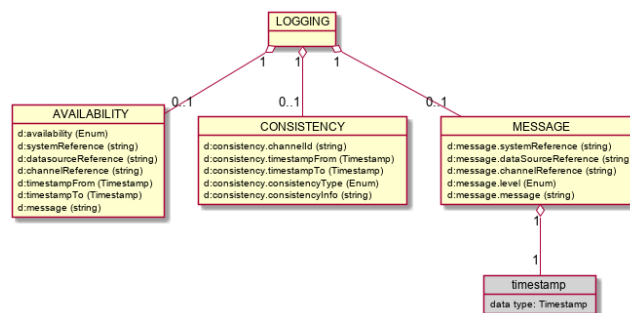 LOGGING
1
1
1
0..1
0..1
0..1
AVAILABILITY
d:availability (Enum)
d:systemReference (string)
d:datasourceReference (string)
d:channelReference (string)
d:timestampFrom (Timestamp)
d:timestampTo (Timestamp)
d:message (string)
CONSISTENCY
d:consistency.channelId (string)
d:consistency.timestampFrom (Timestamp)
d:consistency.timestampTo (Timestamp)
d:consistency.consistencyType (Enum)
d:consistency.consistencyInfo (string)
MESSAGE
d:message.systemReference (string)
d:message.dataSourceReference (string)
d:message.channelReference (string)
d:message.level (Enum)
d:message.message (string)
1
1
timestamp
data type: Timestamp